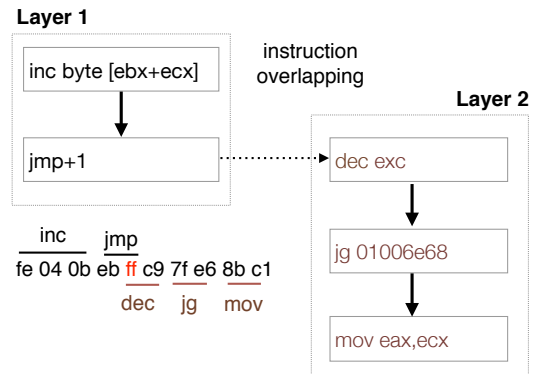 Layer 1
inc byte [ebx+ecx]
jmp+1
instruction
overlapping
Layer 2
dec exc
jg 01006e68
mov eax,ecx
inc jmp
fe 04 0b eb ff c9 7f e6 8b c1
dec jg mov